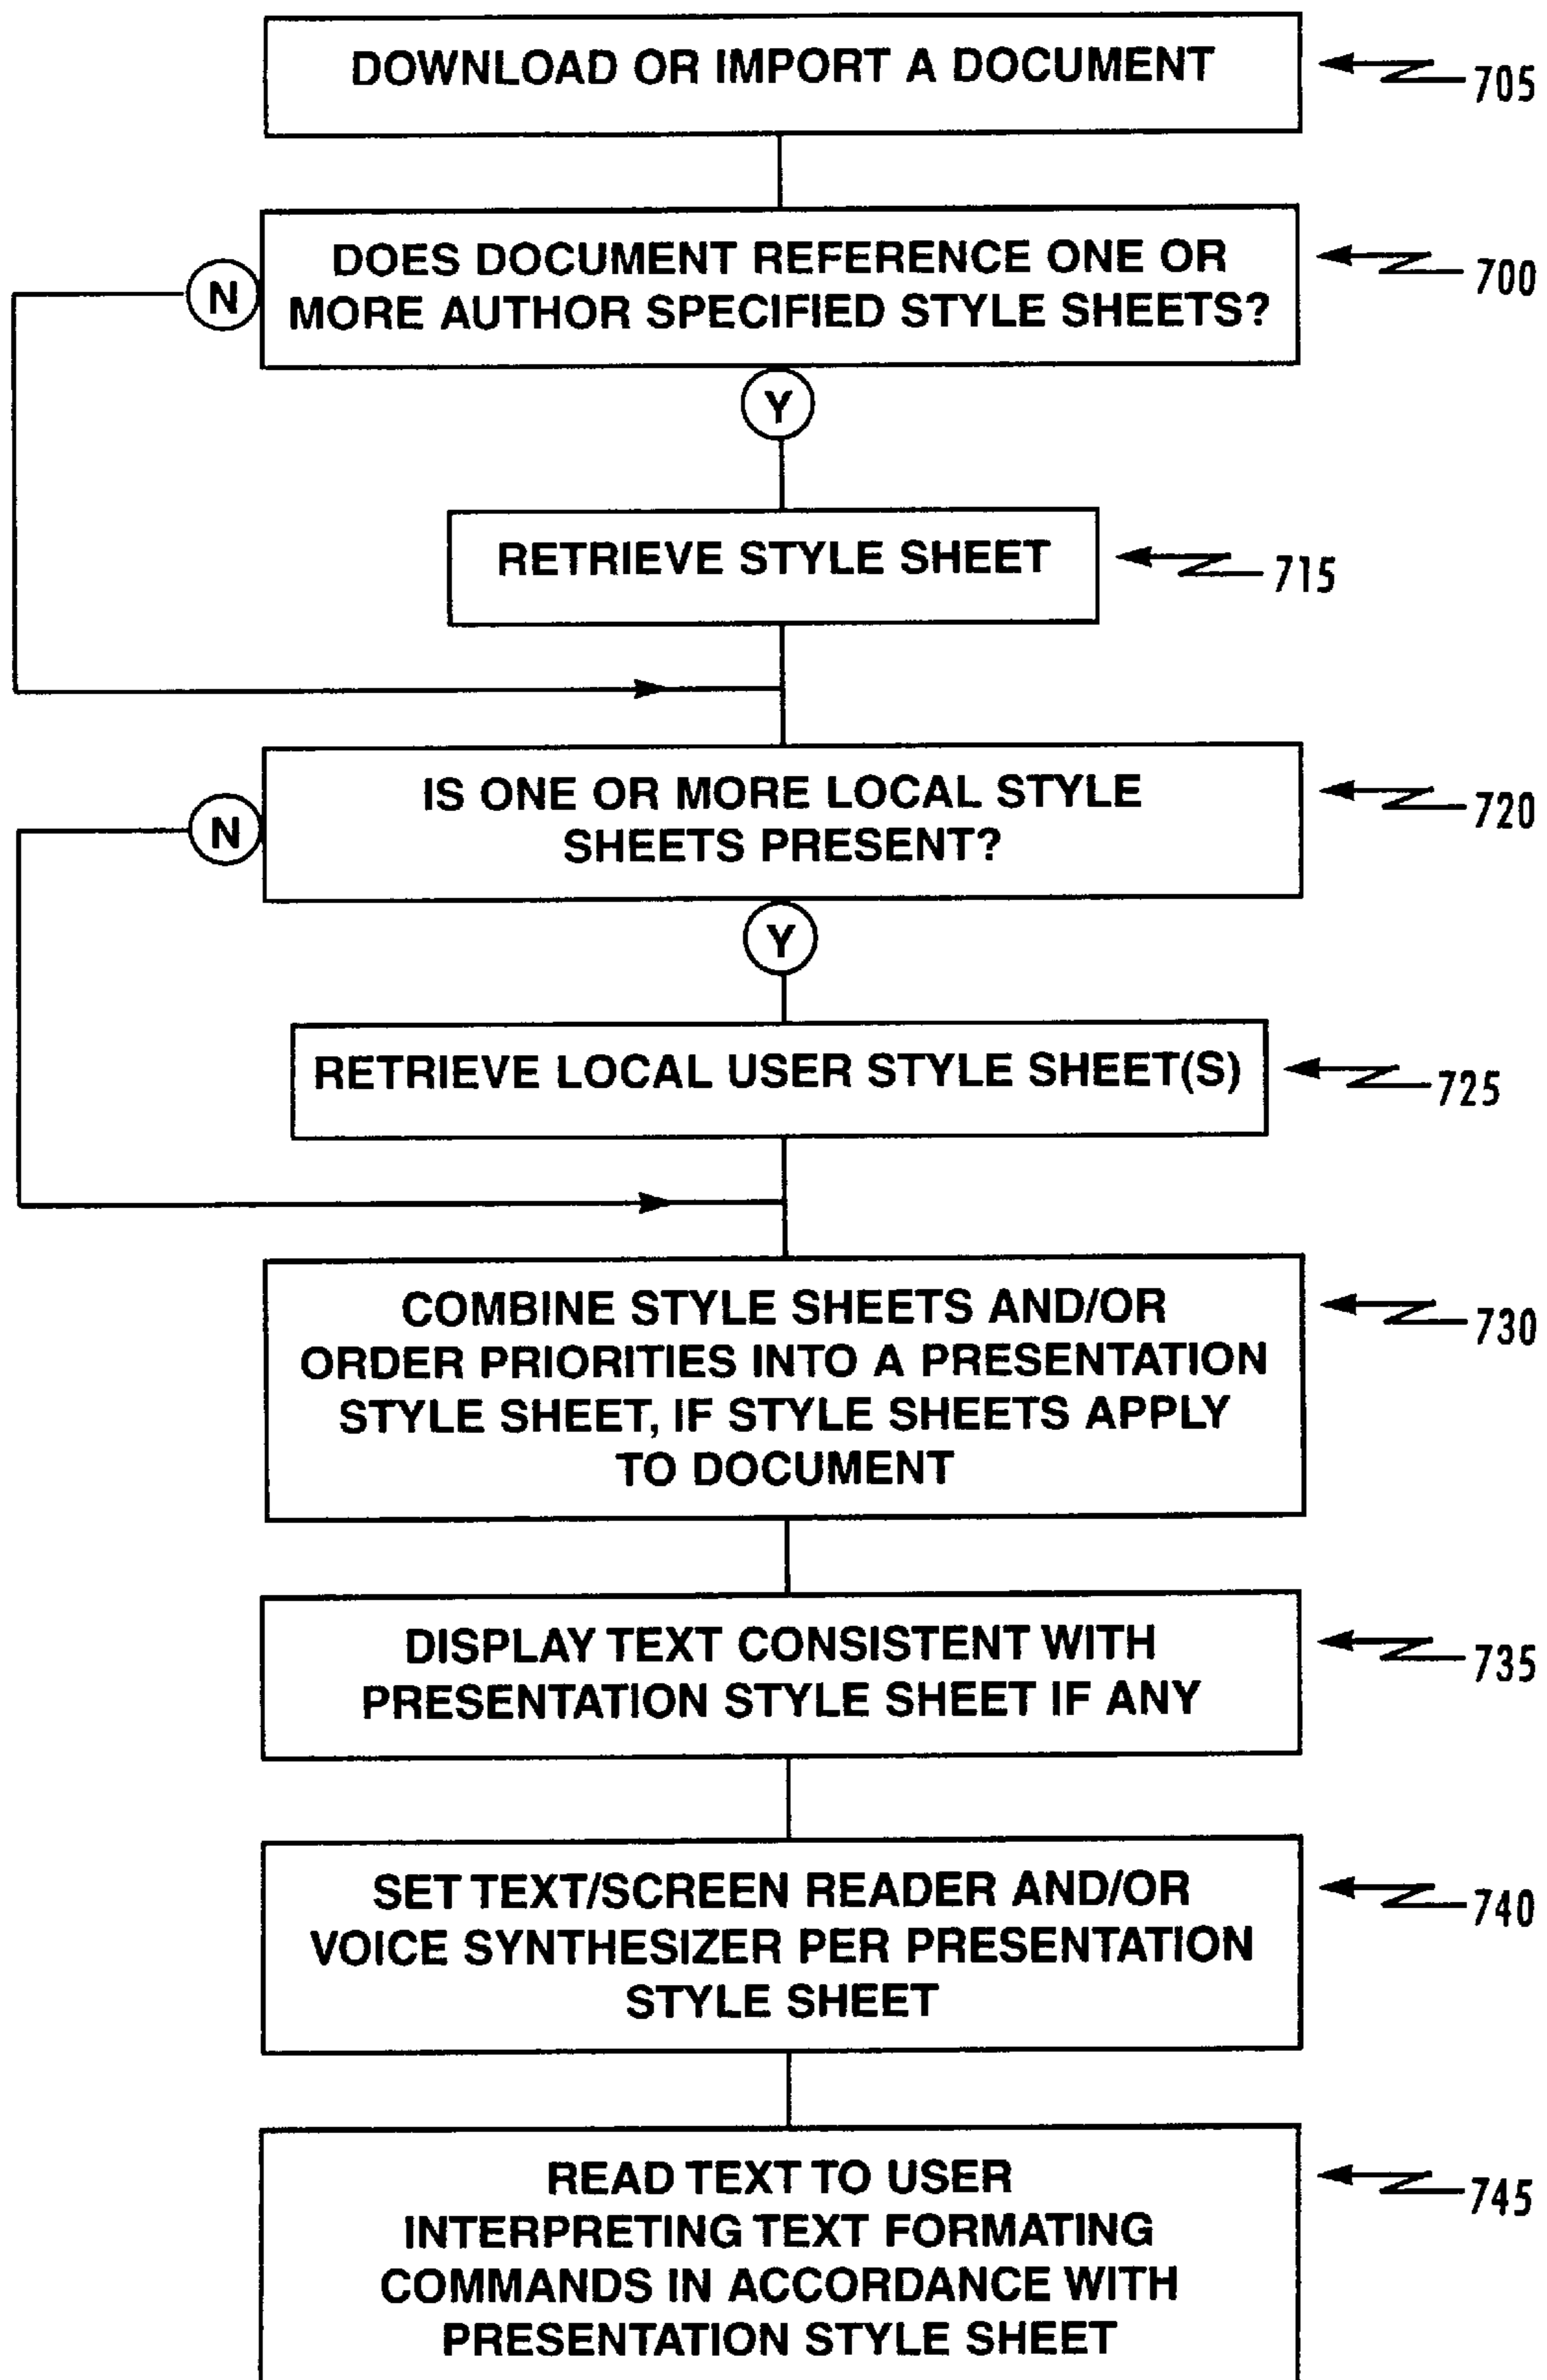 DOWNLOAD OR IMPORT A DOCUMENT
705
DOES DOCUMENT REFERENCE ONE OR
MORE AUTHOR SPECIFIED STYLE SHEETS?
700
N
Y
RETRIEVE STYLE SHEET
715
IS ONE OR MORE LOCAL STYLE
SHEETS PRESENT?
720
N
Y
RETRIEVE LOCAL USER STYLE SHEET(S)
725
COMBINE STYLE SHEETS AND/OR
ORDER PRIORITIES INTO A PRESENTATION
STYLE SHEET, IF STYLE SHEETS APPLY
TO DOCUMENT
730
DISPLAY TEXT CONSISTENT WITH
PRESENTATION STYLE SHEET IF ANY
735
SET TEXT/SCREEN READER AND/OR
VOICE SYNTHESIZER PER PRESENTATION
STYLE SHEET
740
READ TEXT TO USER
INTERPRETING TEXT FORMATING
COMMANDS IN ACCORDANCE WITH
PRESENTATION STYLE SHEET
745